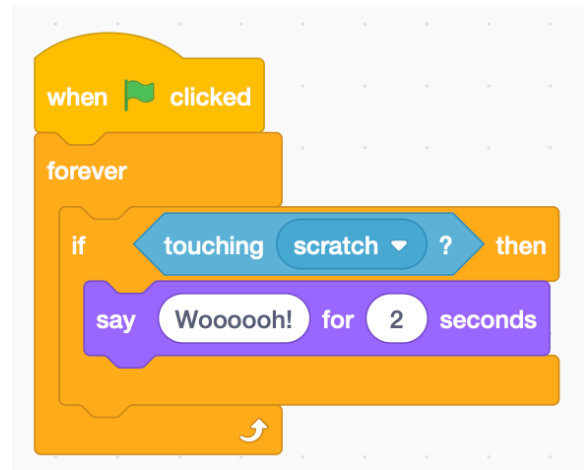 when clicked
forever
if touching scratch ? then
say Woooooh! for 2 seconds